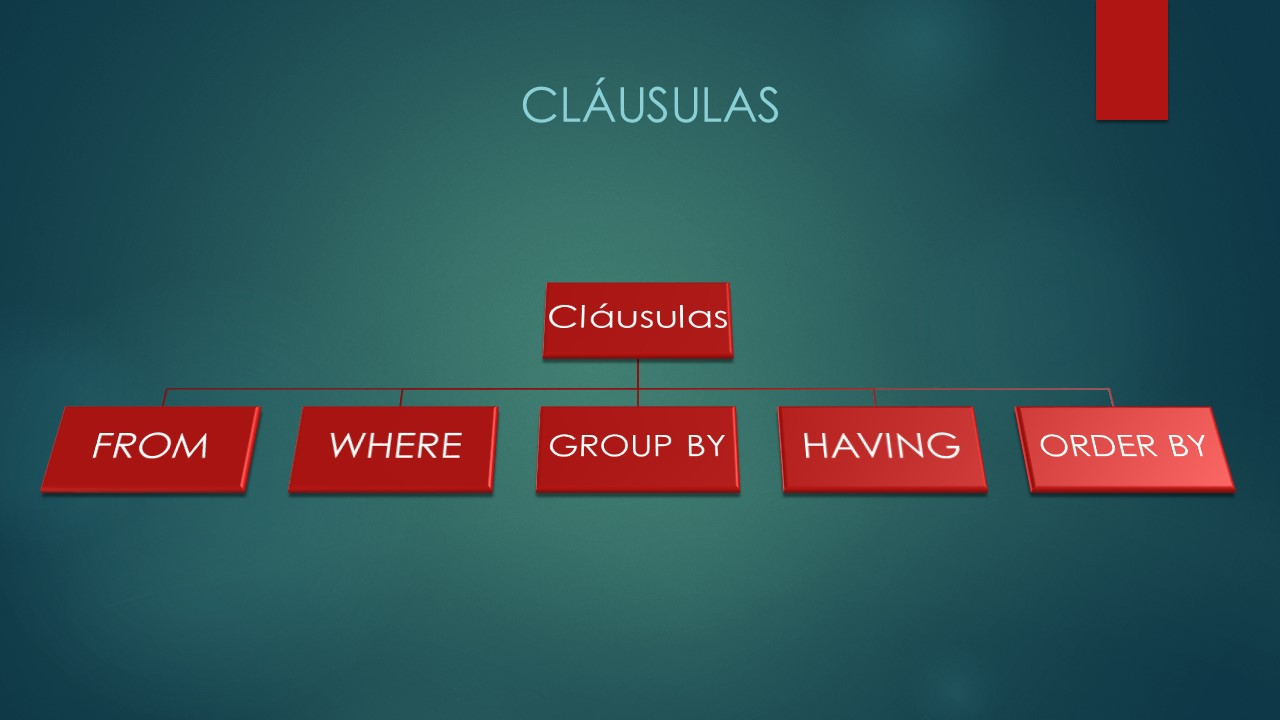 CLÁUSULAS
Cláusulas
FROM
WHERE
GROUP BY
HAVING
ORDER BY